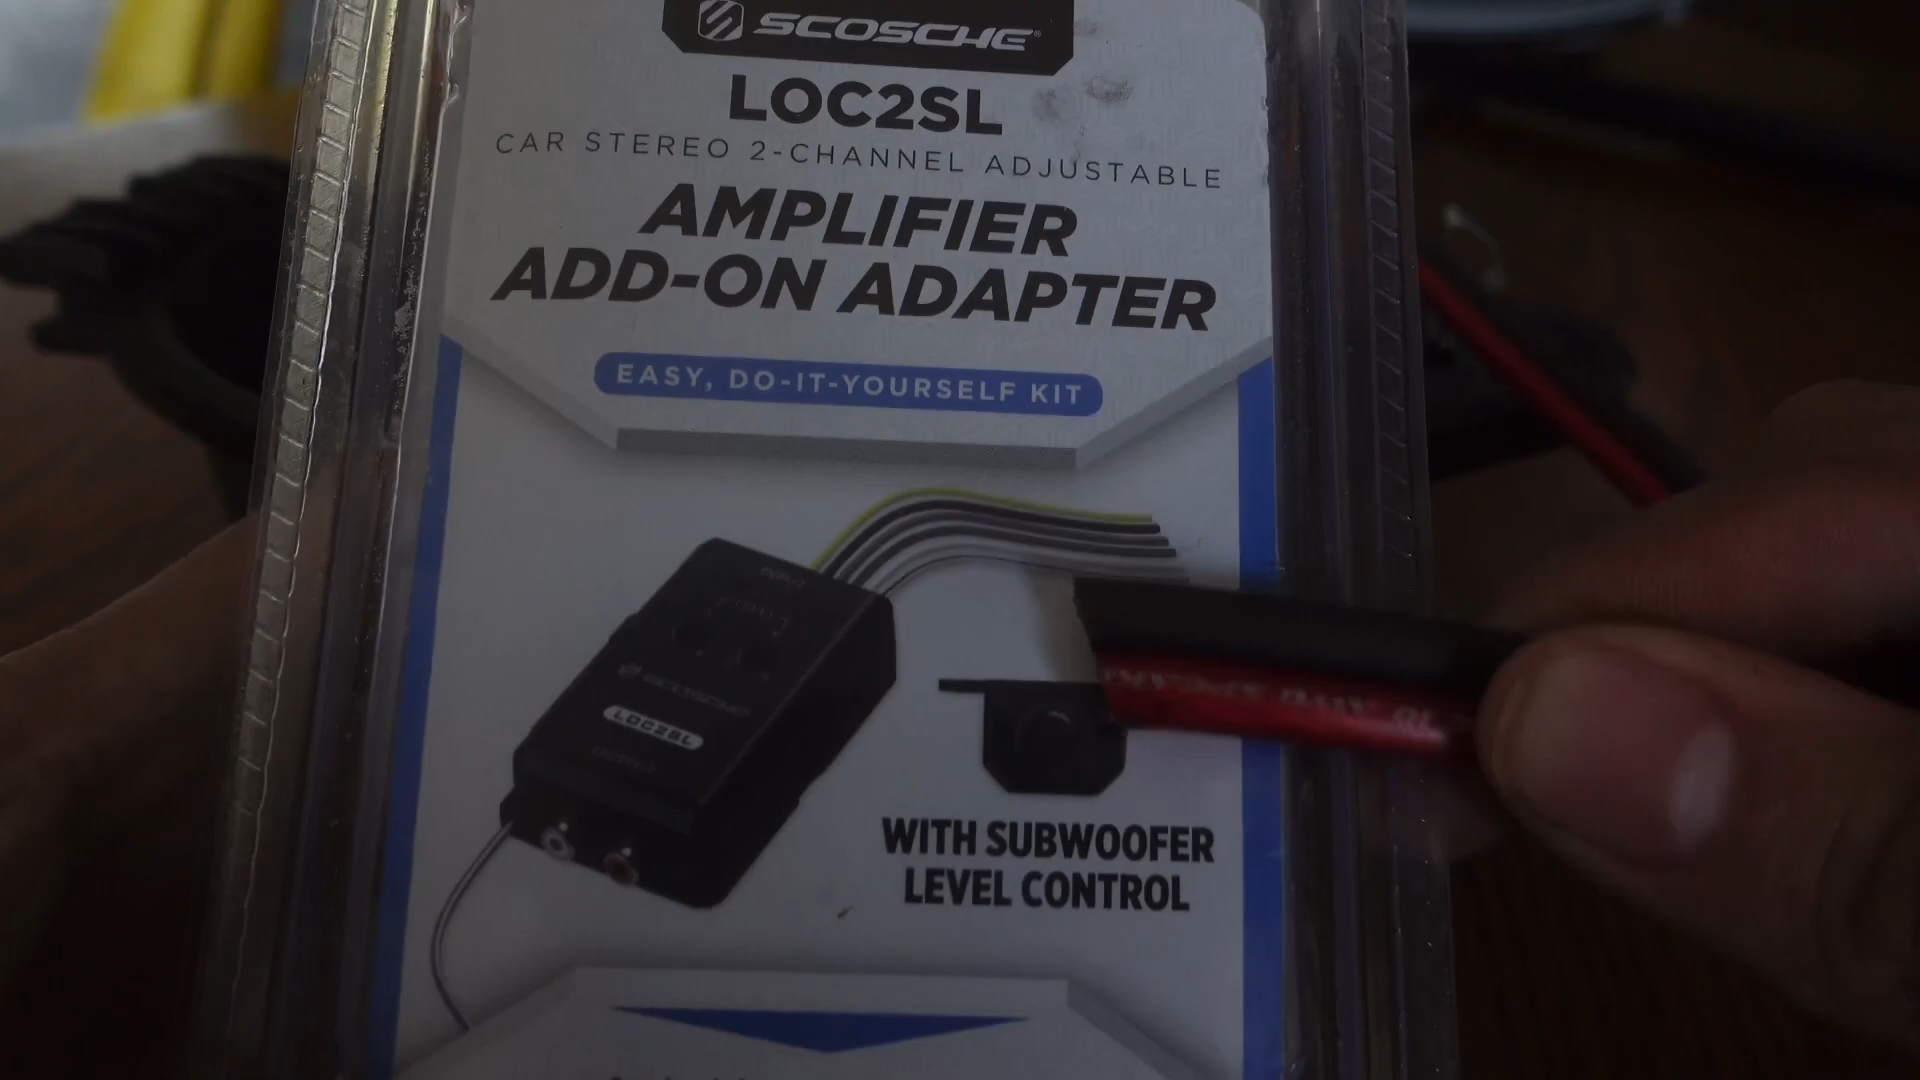 SCOSCHE
LOC2SL
CAR STEREO 2-CHANNEL ADJUSTABLE
AMPLIFIER
ADD-ON ADAPTER
EASY, DO-IT-YOURSELF KIT
SCOSCHE
LOC2SL
WITH SUBWOOFER
LEVEL CONTROL